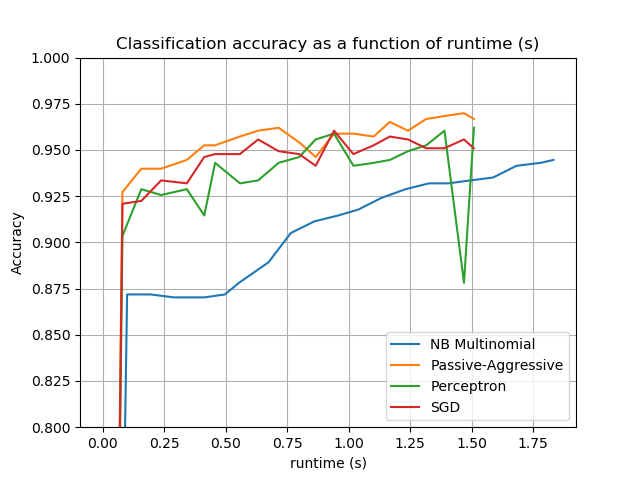 Classification accuracy as a function of runtime (s)
1.000
0.975
0.950
0.925
0.900
0.875
0.850
0.825
0.800
Accuracy
NB Multinomial
Passive-Aggressive
Perceptron
SGD
0.00 0.25 0.50 0.75 1.00 1.25 1.50 1.75
runtime (s)